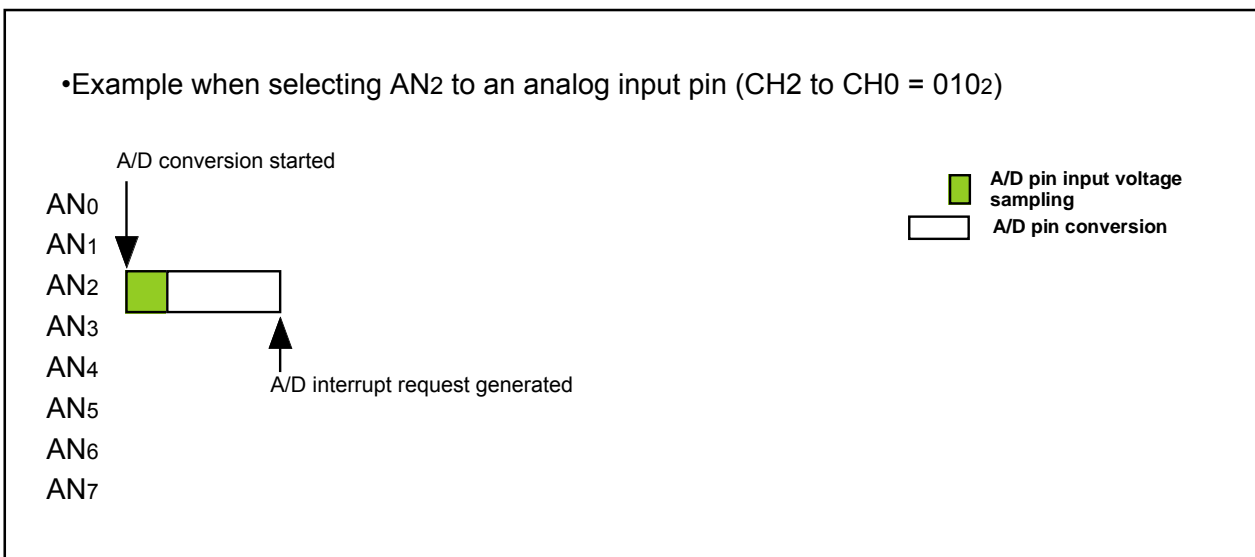 •Example when selecting AN2 to an analog input pin (CH2 to CH0 = 0102)
A/D conversion started
A/D pin input voltage
sampling
A/D pin conversion
AN0
AN1
AN2
AN3
AN4
A/D interrupt request generated
AN5
AN6
AN7